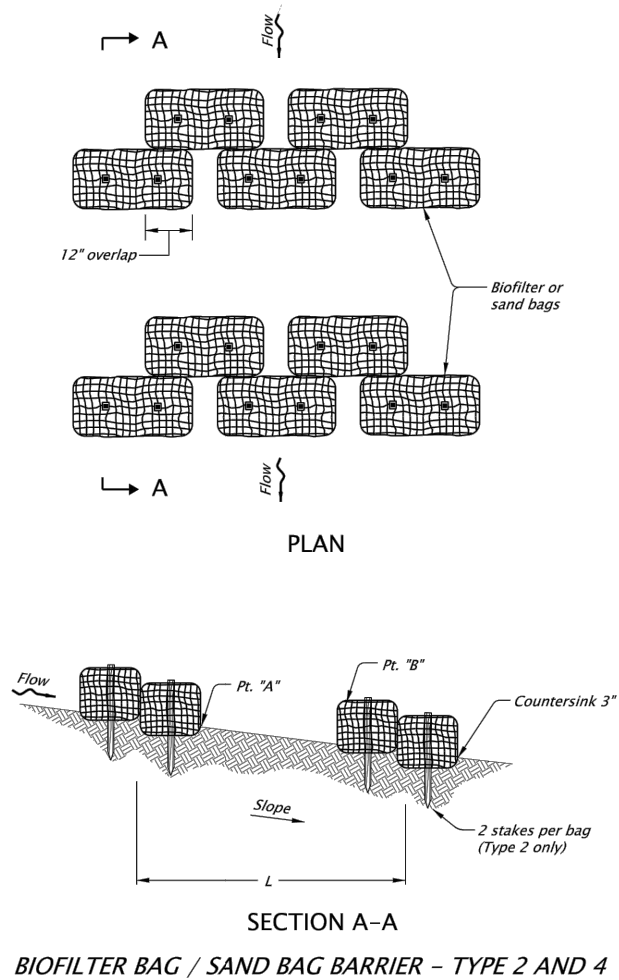 A
Flow
12" overlap
Biofilter or
sand bags
A
Flow
PLAN
Flow
Pt. "A"
Pt. "B"
Countersink 3"
Slope
2 stakes per bag
(Type 2 only)
L
SECTION A-A
BIOFILTER BAG / SAND BAG BARRIER - TYPE 2 AND 4